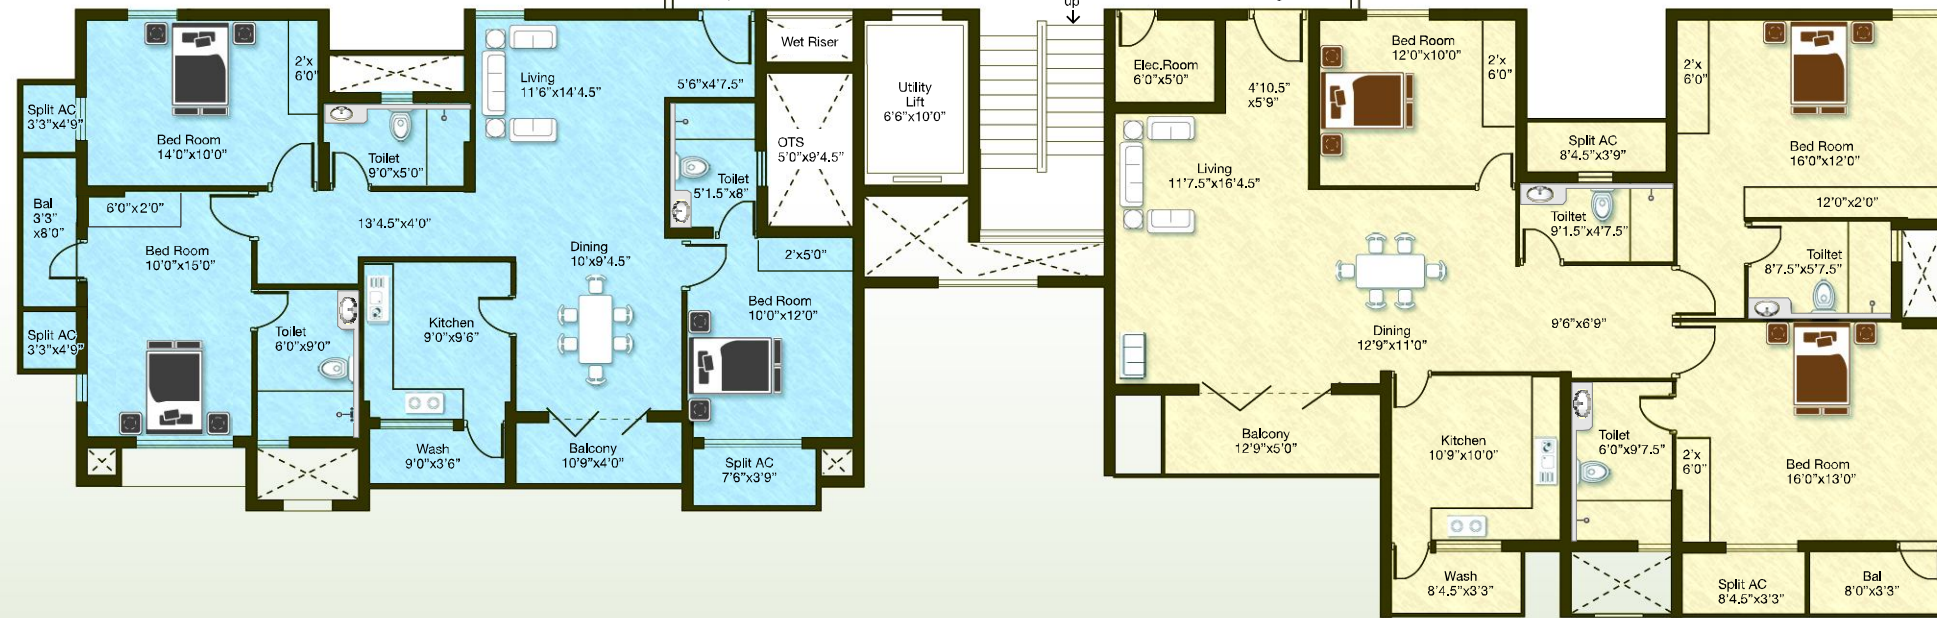 up
Bed Room
14'0"x10'0"
2'x
6'0"
Split AC
3'3"x4'9"
Toilet
9'0"x5'0"
Living
11'6"x14'4.5"
5'6"x4'7.5"
Wet Riser
OTS
5'0"x9'4.5"
Utility
Lift
6'6"x10'0"
Toilet
5'1.5"x8"
Bal
3'3"
x8'0"
6'0"x2'0"
Bed Room
10'0"x15'0"
13'4.5"x4'0"
Dining
10'x9'4.5"
2'x5'0"
Bed Room
10'0"x12'0"
Split AC
3'3"x4'9"
Toilet
6'0"x9'0"
Kitchen
9'0"x9'6"
Wash
9'0"x3'6"
Balcony
10'9"x4'0"
Split AC
7'6"x3'9"
Elec.Room
6'0"x5'0"
4'10.5"
x5'9"
Bed Room
12'0"x10'0"
2'x
6'0"
Living
11'7.5"x16'4.5"
Split AC
8'4.5"x3'9"
2'x
6'0"
Bed Room
16'0"x12'0"
12'0"x2'0"
Toiltet
9'1.5"x4'7.5"
Toiltet
8'7.5"x5'7.5"
Dining
12'9"x11'0"
9'6"x6'9"
Balcony
12'9"x5'0"
Kitchen
10'9"x10'0"
Toilet
6'0"x9'7.5"
2'x
6'0"
Bed Room
16'0"x13'0"
Wash
8'4.5"x3'3"
Split AC
8'4.5"x3'3"
Bal
8'0"x3'3"